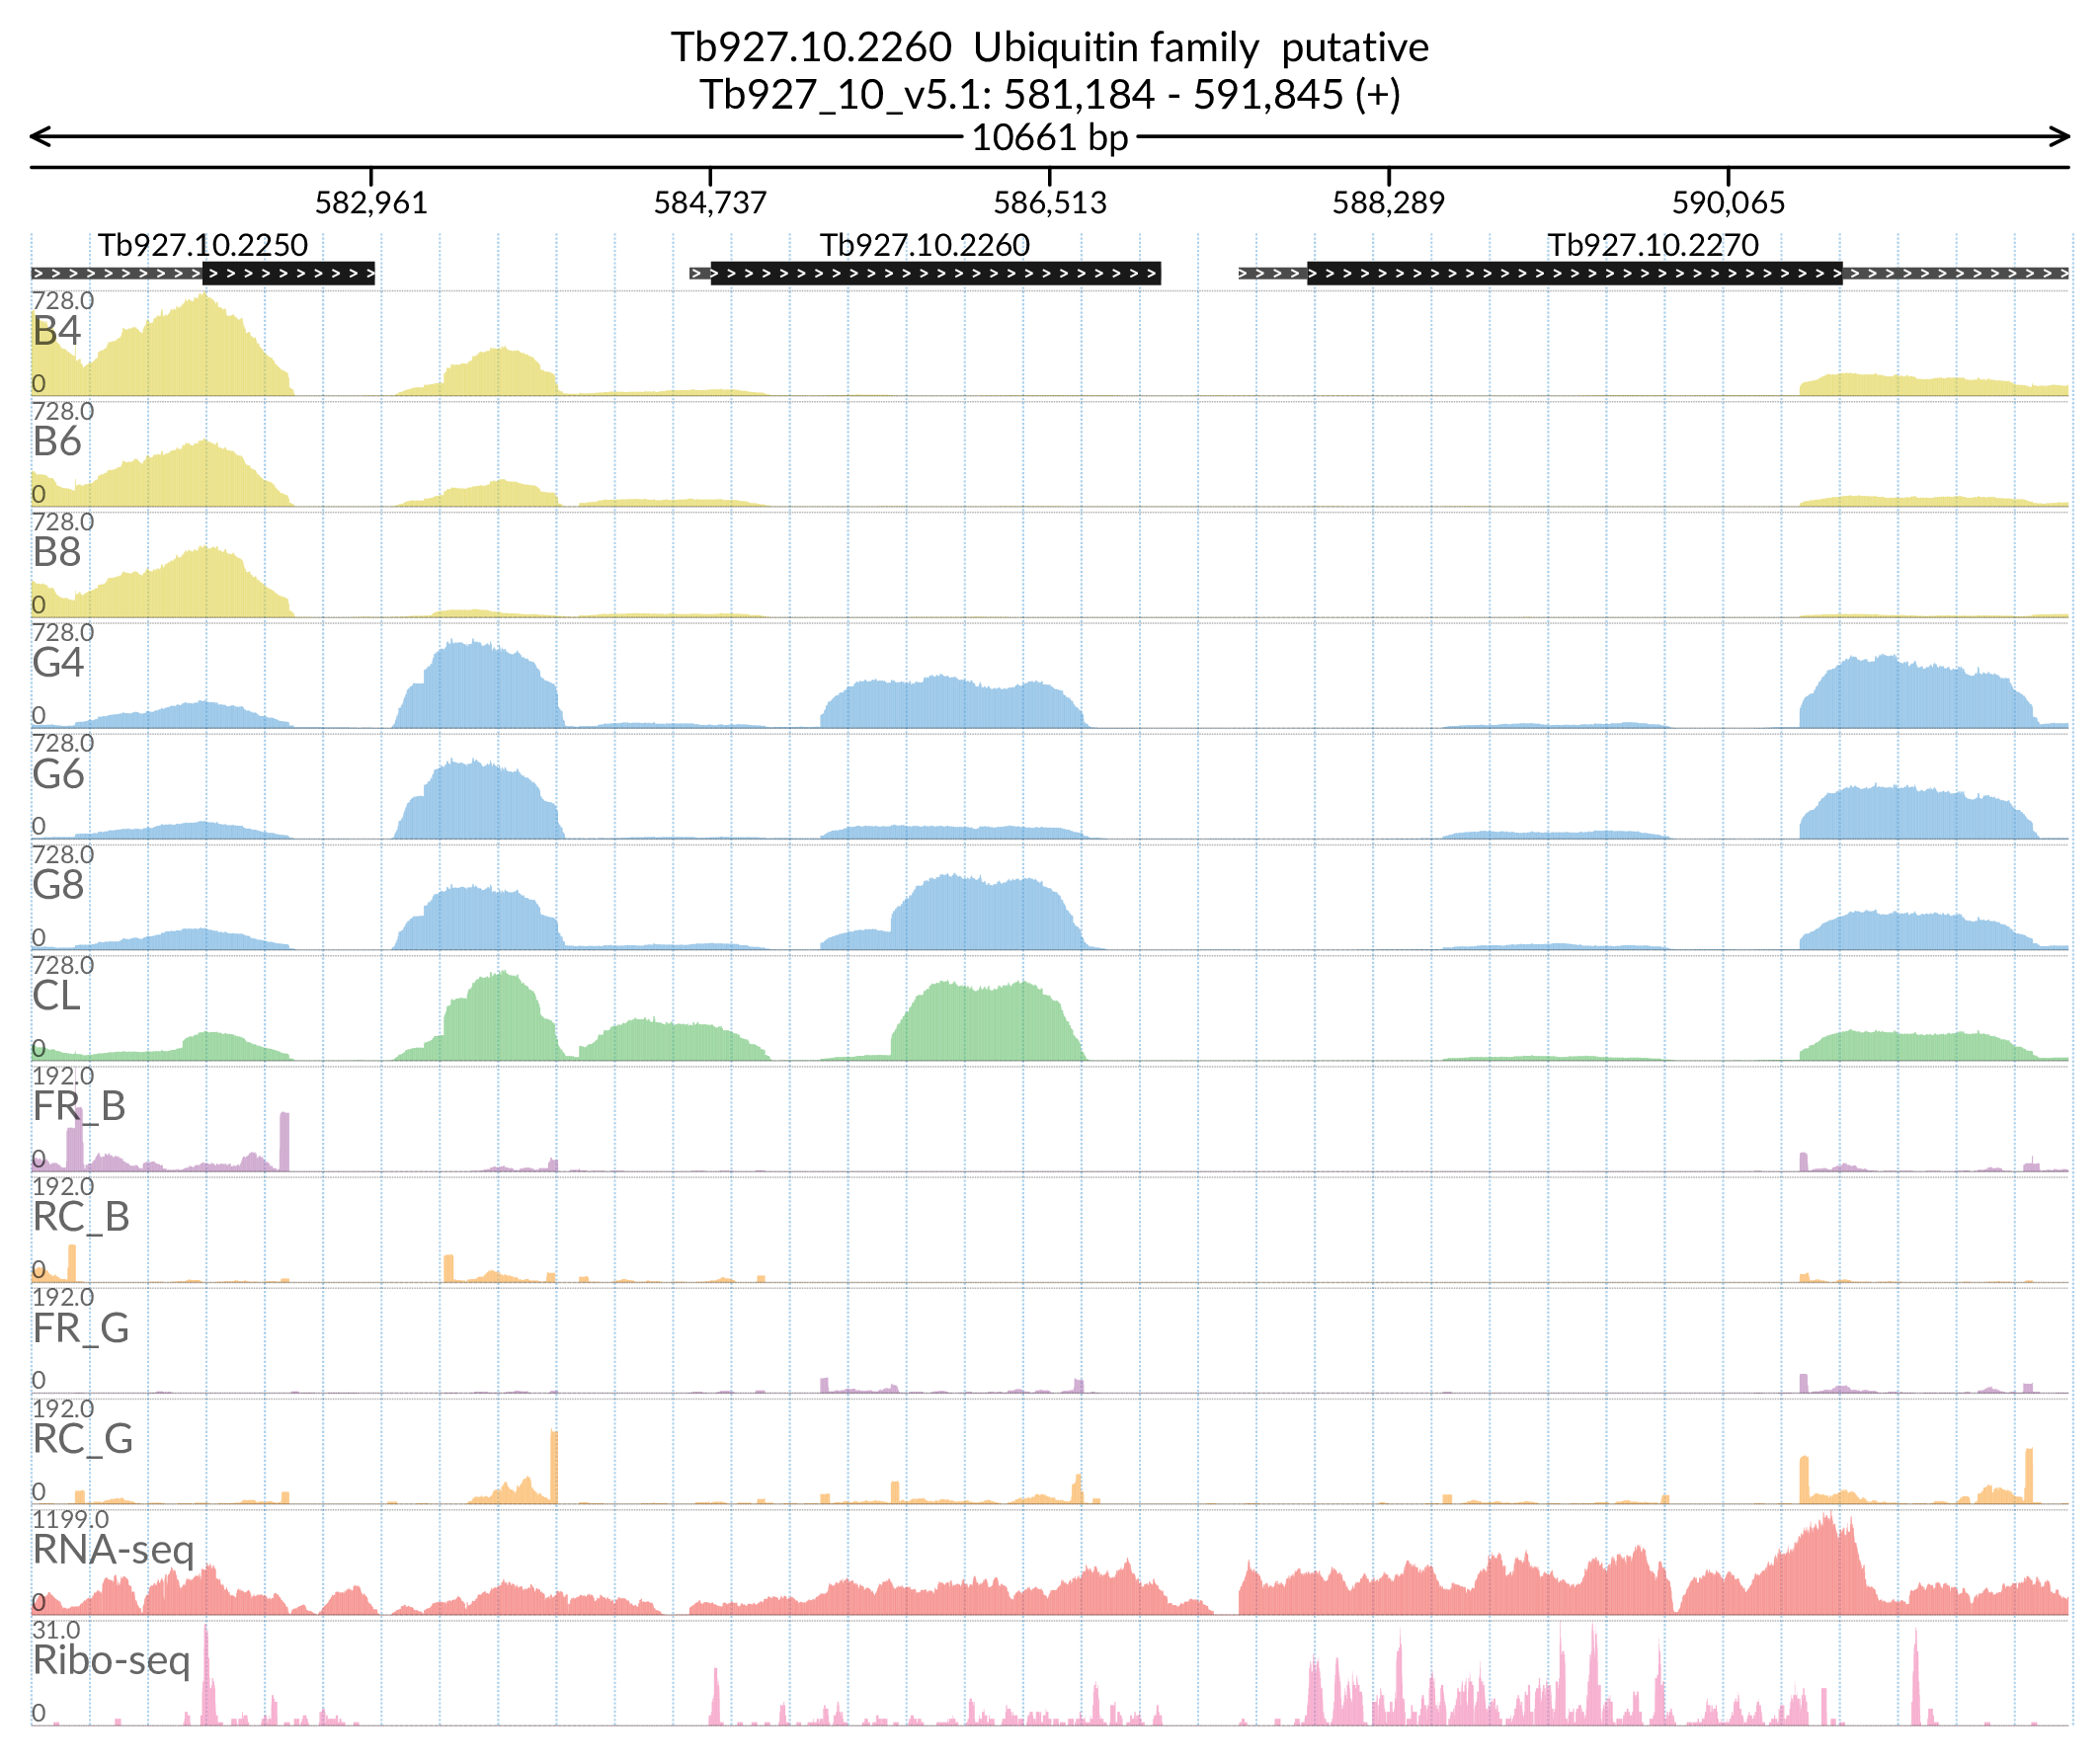 Tb927.10.2260  Ubiquitin family  putative
Tb927_10_v5.1: 581,184 - 591,845 (+)
10661 bp
582,961 584,737 586,513 588,289 590,065
Tb927.10.2250 Tb927.10.2260 Tb927.10.2270
728.0
B4
0
728.0
B6
0
728.0
B8
0
728.0
G4
0
728.0
G6
0
728.0
G8
0
728.0
CL
0
192.0
FR_B
0
192.0
RC_B
0
192.0
FR_G
0
192.0
RC_G
0
1199.0
RNA-seq
0
31.0
Ribo-seq
0